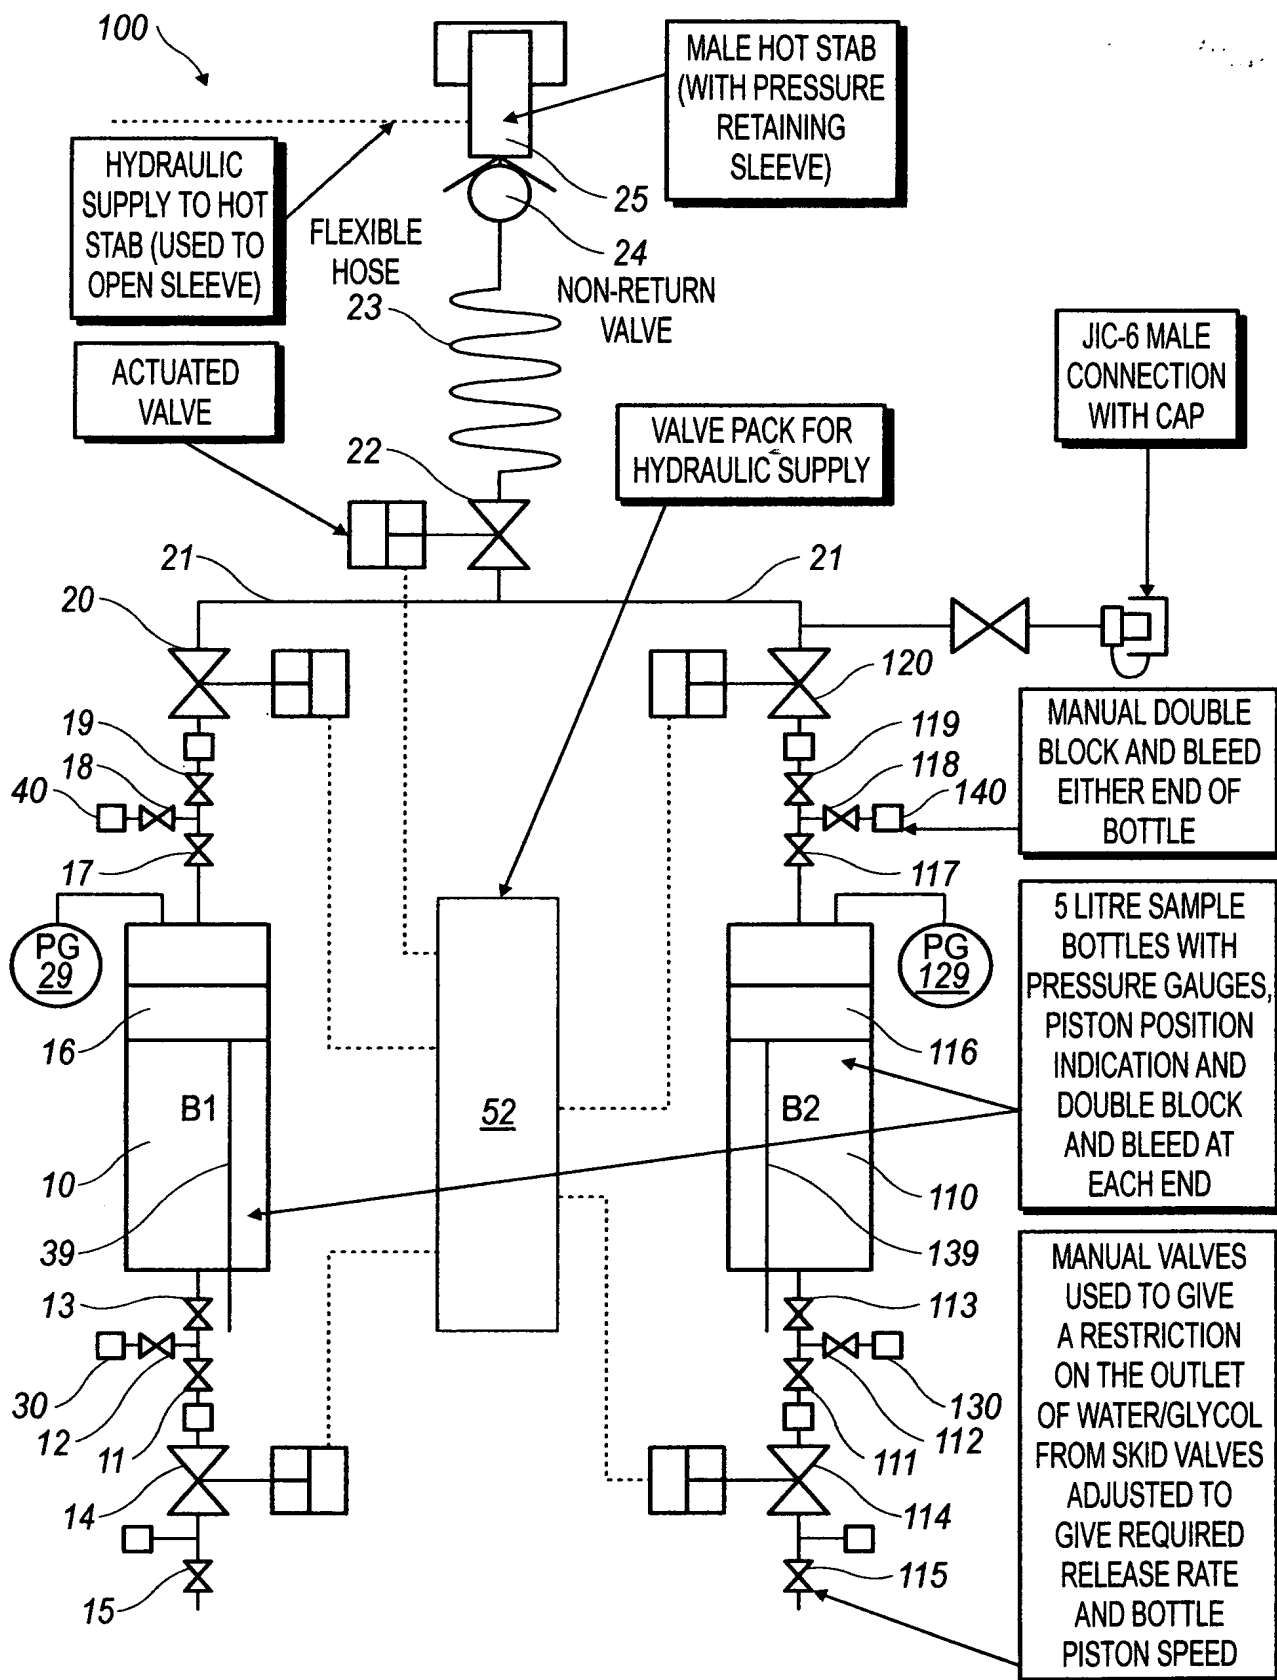 100
MALE HOT STAB
(WITH PRESSURE
RETAINING
SLEEVE)
HYDRAULIC
SUPPLY TO HOT
STAB (USED TO
OPEN SLEEVE)
25
FLEXIBLE
HOSE
23
24
NON-RETURN
VALVE
JIC-6 MALE
CONNECTION
WITH CAP
ACTUATED
VALVE
VALVE PACK FOR
HYDRAULIC SUPPLY
22
21
21
20
120
19
18
40
17
119
118
140
117
MANUAL DOUBLE
BLOCK AND BLEED
EITHER END OF
BOTTLE
PG
29
PG
129
5 LITRE SAMPLE
BOTTLES WITH
PRESSURE GAUGES,
PISTON POSITION
INDICATION AND
DOUBLE BLOCK
AND BLEED AT
EACH END
16
116
B1
52
B2
10
110
39
139
13
113
30
12
11
14
130
112
111
114
15
115
MANUAL VALVES
USED TO GIVE
A RESTRICTION
ON THE OUTLET
OF WATER/GLYCOL
FROM SKID VALVES
ADJUSTED TO
GIVE REQUIRED
RELEASE RATE
AND BOTTLE
PISTON SPEED